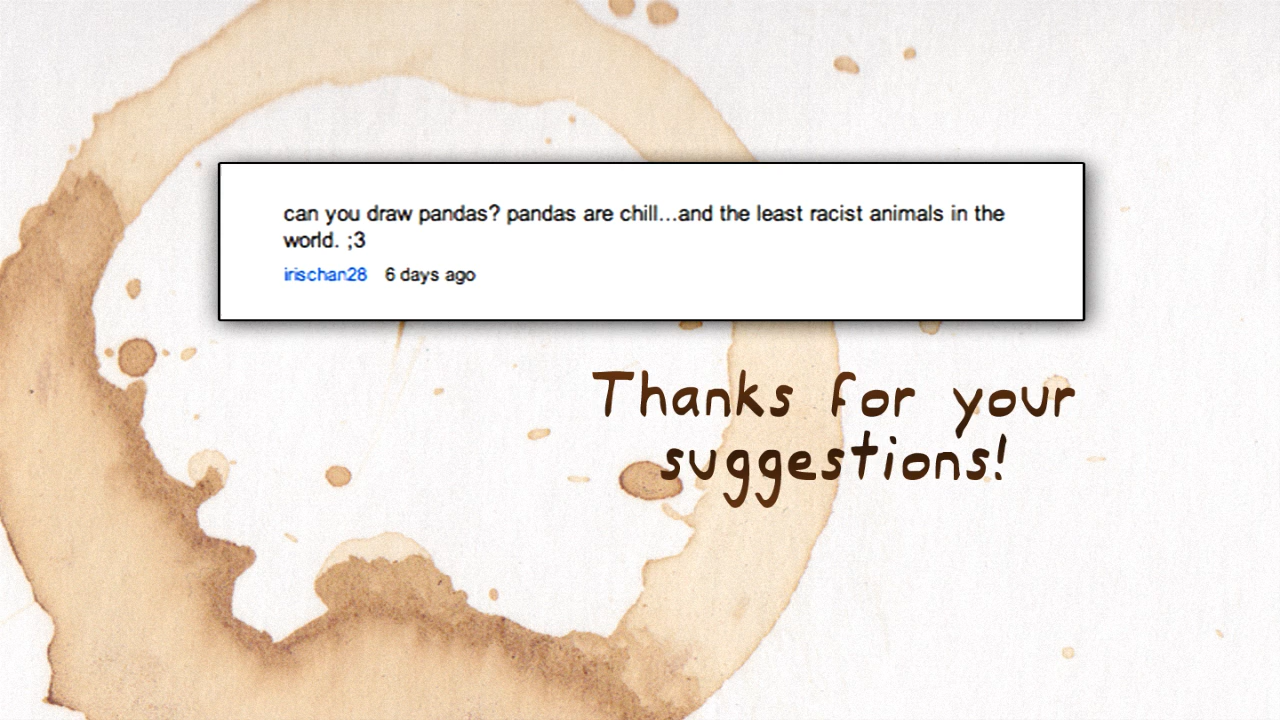 can you draw pandas? pandas are chill...and the least racist animals in the
world. ;3
irischan28 6 days ago
Thanks for your
suggestions!